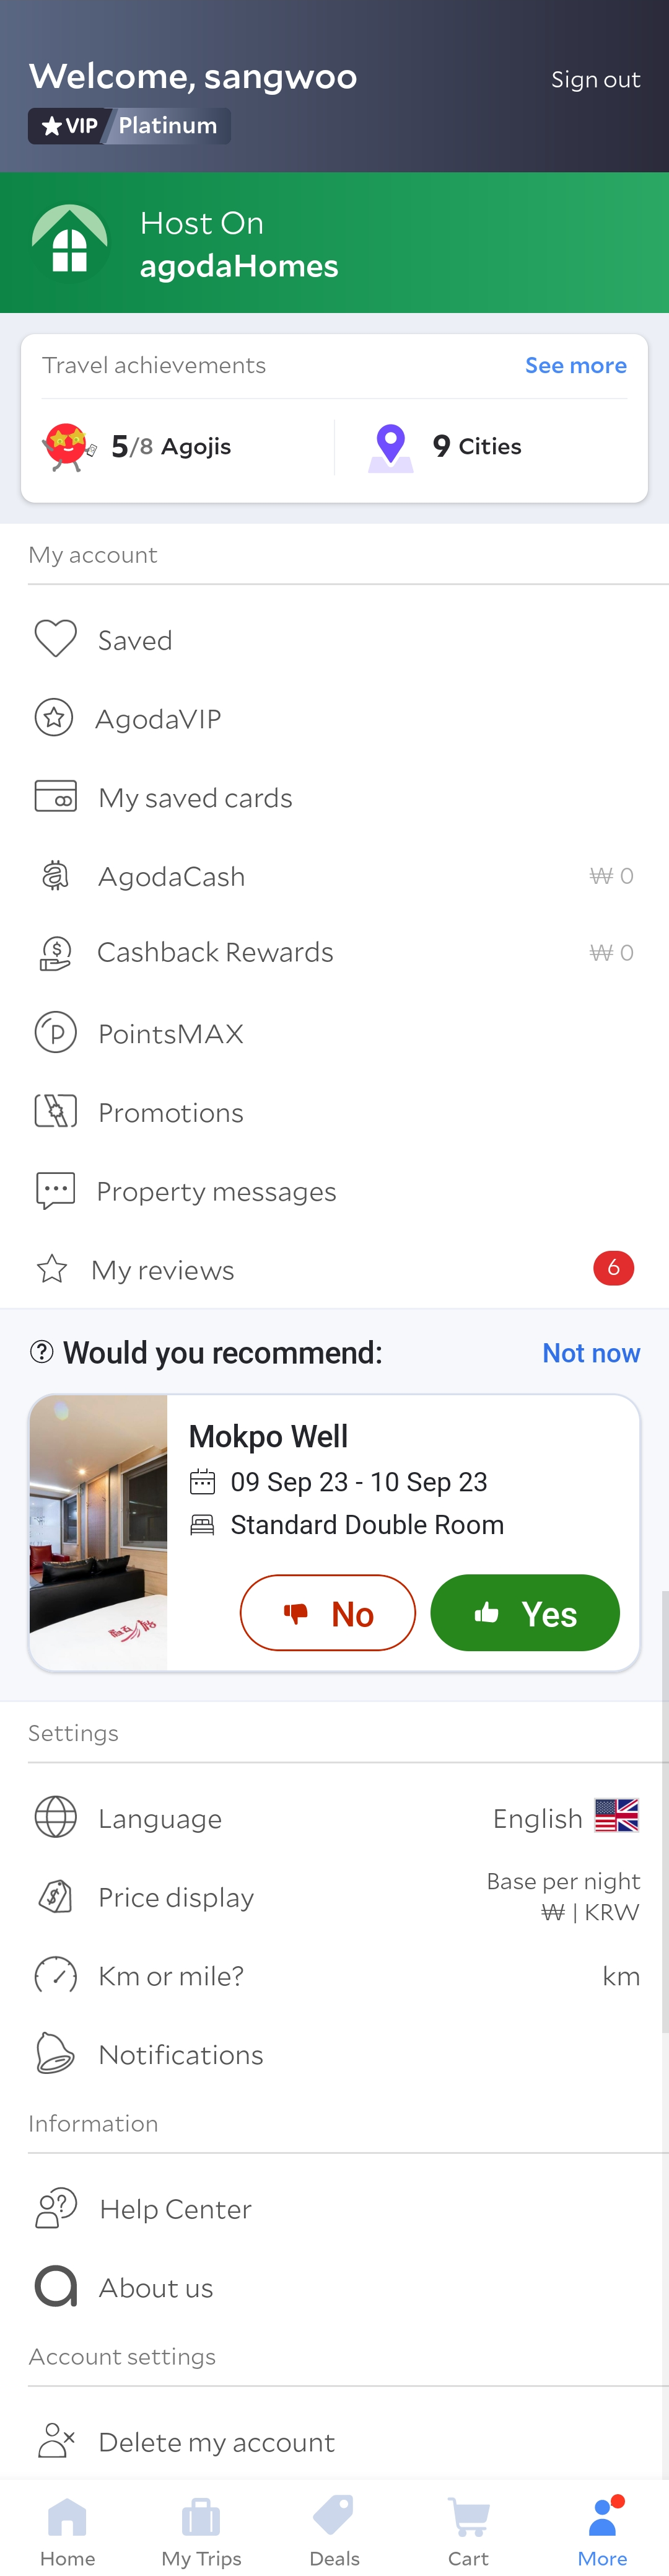 Welcome, sangwoo
Sign out
VIP Platinum
Host On
agodaHomes
Travel achievements
See more
5/8 Agojis
9 Cities
My account
Saved
AgodaVIP
My saved cards
AgodaCash
₩ 0
Cashback Rewards
₩ 0
PointsMAX
Promotions
Property messages
My reviews
6
Would you recommend:
Not now
Mokpo Well
09 Sep 23 - 10 Sep 23
Standard Double Room
No
Yes
Settings
Language
English
Price display
Base per night
₩ | KRW
Km or mile?
km
Notifications
Information
Help Center
About us
Account settings
Delete my account
Home
My Trips
Deals
Cart
More